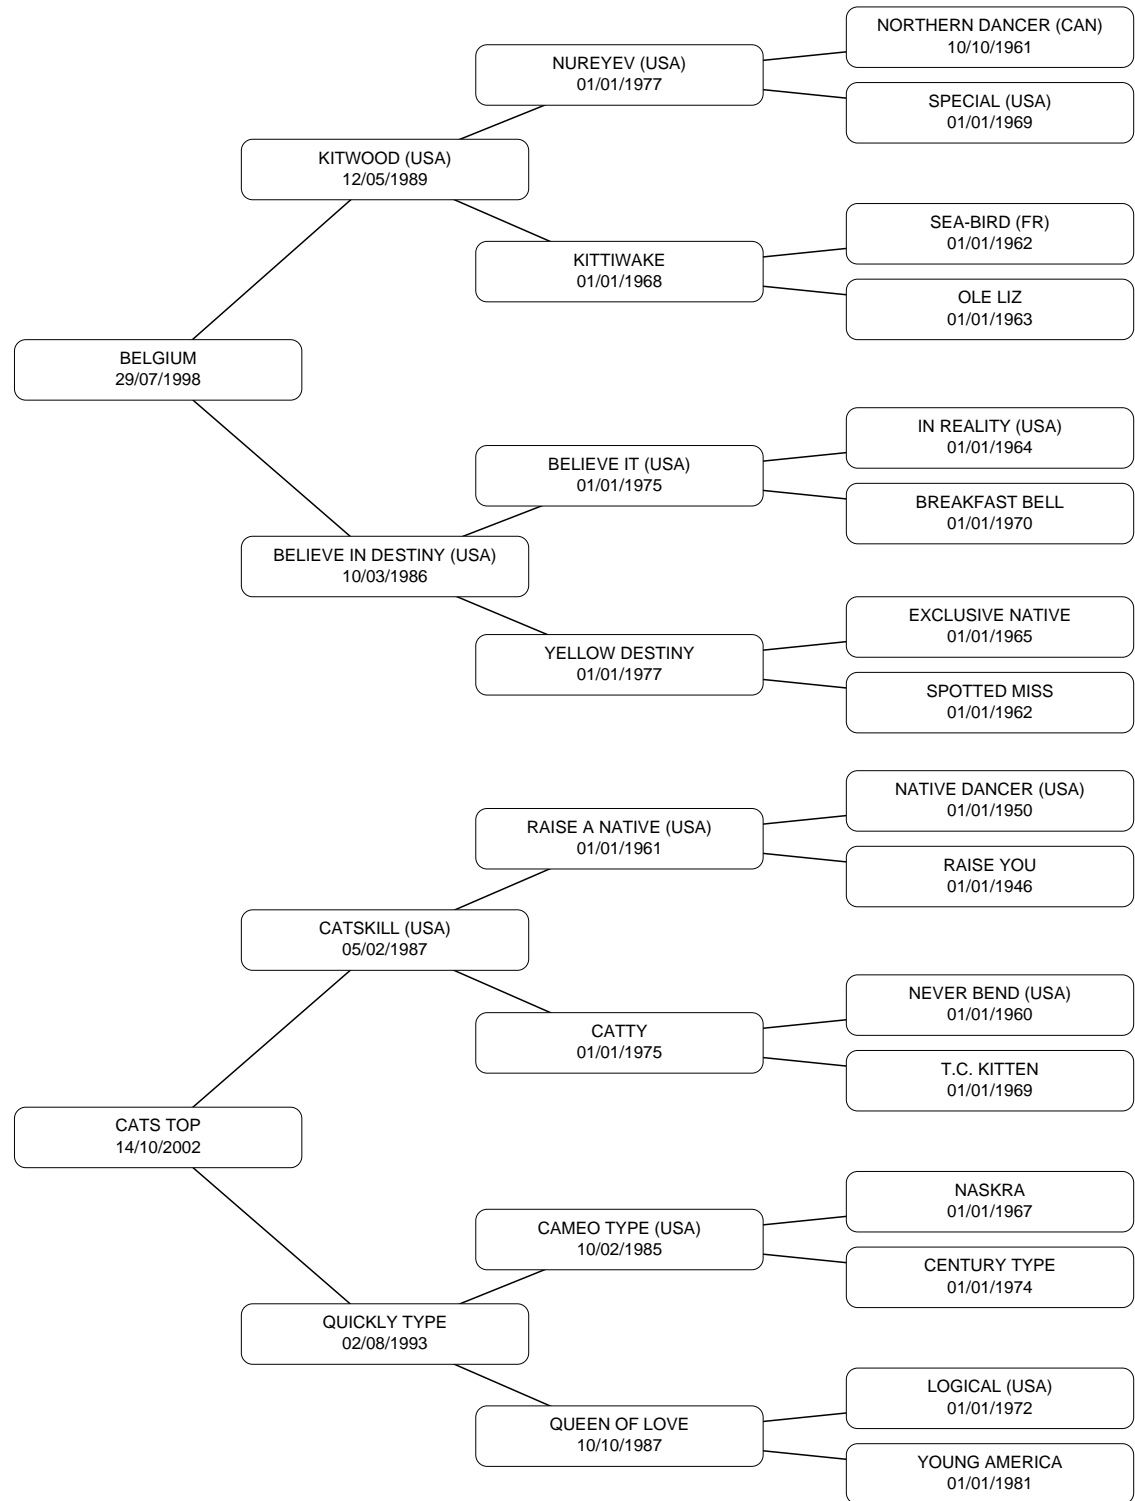 NORTHERN DANCER (CAN)
10/10/1961
NUREYEV (USA)
01/01/1977
SPECIAL (USA)
01/01/1969
KITWOOD (USA)
12/05/1989
SEA-BIRD (FR)
01/01/1962
KITTIWAKE
01/01/1968
OLE LIZ
01/01/1963
BELGIUM
29/07/1998
IN REALITY (USA)
01/01/1964
BELIEVE IT (USA)
01/01/1975
BREAKFAST BELL
01/01/1970
BELIEVE IN DESTINY (USA)
10/03/1986
EXCLUSIVE NATIVE
01/01/1965
YELLOW DESTINY
01/01/1977
SPOTTED MISS
01/01/1962
NATIVE DANCER (USA)
01/01/1950
RAISE A NATIVE (USA)
01/01/1961
RAISE YOU
01/01/1946
CATSKILL (USA)
05/02/1987
NEVER BEND (USA)
01/01/1960
CATTY
01/01/1975
T.C. KITTEN
01/01/1969
CATS TOP
14/10/2002
NASKRA
01/01/1967
CAMEO TYPE (USA)
10/02/1985
CENTURY TYPE
01/01/1974
QUICKLY TYPE
02/08/1993
LOGICAL (USA)
01/01/1972
QUEEN OF LOVE
10/10/1987
YOUNG AMERICA
01/01/1981